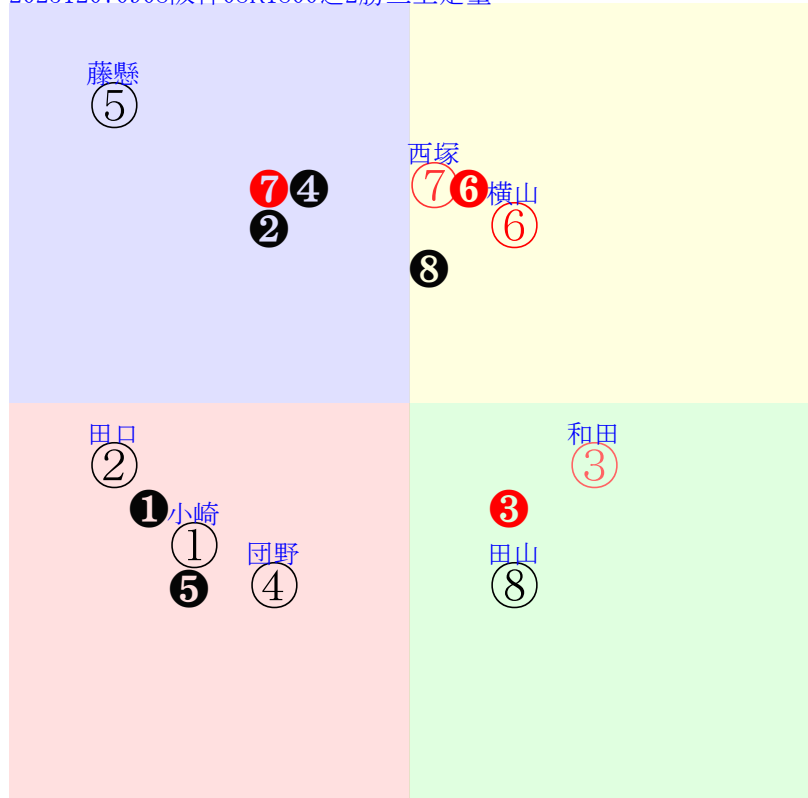 藤懸
⑤
西塚
❼❹
⑦❻横山
❷
⑥
❽
田口
和田
②
③
❶小崎
❸
①
団野
田山
❺
④
⑧